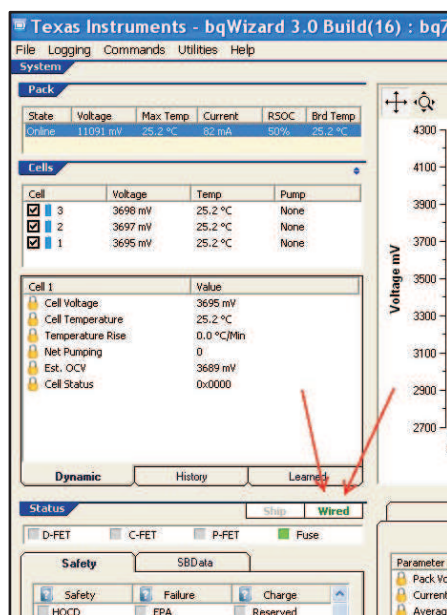 Texas Instruments - bqWizard 3.0 Build(16) : bq7
File Logging Commands Utilities Help
System
Pack
State Voltage Max Temp Current RSOC Brd Temp
Online 11091 mV 25.2 °C 82 mA 50% 25.2 °C
Cells
Cell Voltage Temp Pump
3 3698 mV 25.2 °C None
2 3697 mV 25.2 °C None
1 3695 mV 25.2 °C None
Cell 1 Value
Cell Voltage 3695 mV
Cell Temperature 25.2 °C
Temperature Rise 0.0 °C/Min
Net Pumping 0
Est. OCV 3689 mV
Cell Status 0x0000
Dynamic History Learned
Status Ship Wired
D-FET C-FET P-FET Fuse
Safety SBData
Safety Failure Charge
HOCD FPA Reserved
Voltage mV
4300
4100
3900
3700
3500
3300
3100
2900
2700
Parameter
Pack Vo
Current
Averag